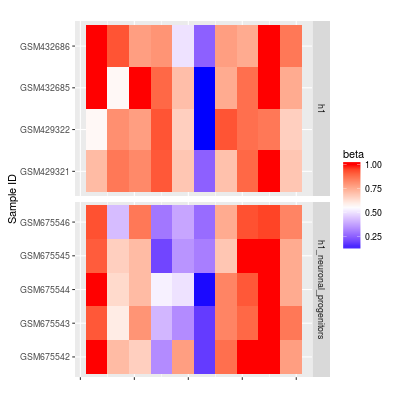 GSM432686
GSM432685
GSM429322
GSM429321
h1
GSM675546
GSM675545
GSM675544
GSM675543
GSM675542
h1_neuronal_progenitors
Sample ID
beta
1.00
0.75
0.50
0.25